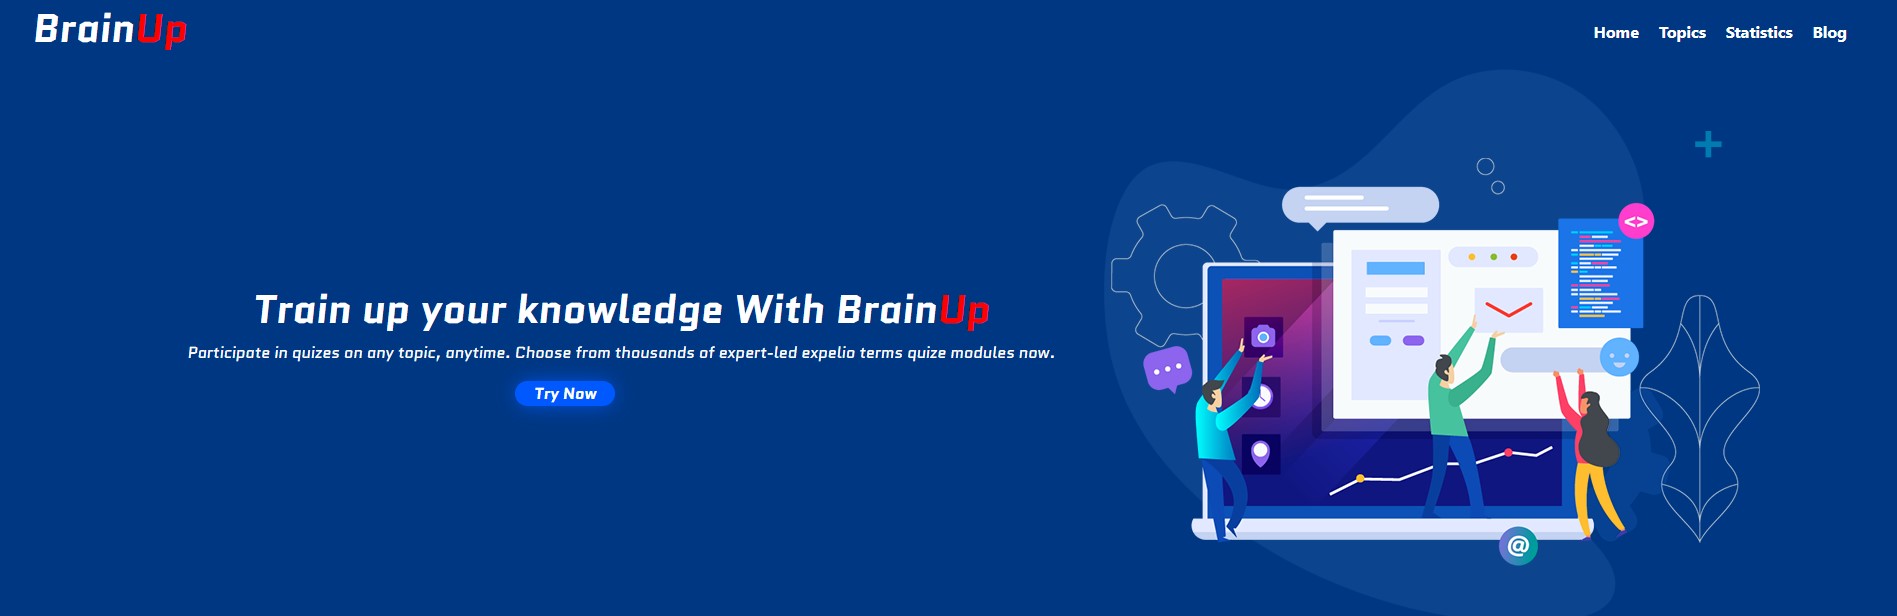 BrainUp
Home Topics Statistics Blog
<>
Train up your knowledge With BrainUp
Participate in quizes on any topic, anytime. Choose from thousands of expert-led expelio terms quize modules now.
Try Now
@